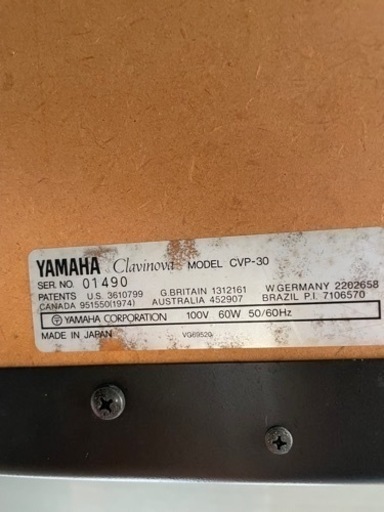 YAMAHA Clavinova MODEL CVP-30
SER. NO. 01490
PATENTS U.S. 3610799 G.BRITAIN 1312161 W.GERMANY 2202658
CANADA 951550(1974) AUSTRALIA 452907 BRAZIL P.I. 7106570
YAMAHA CORPORATION 100V 60W 50/60Hz
MADE IN JAPAN VG69520